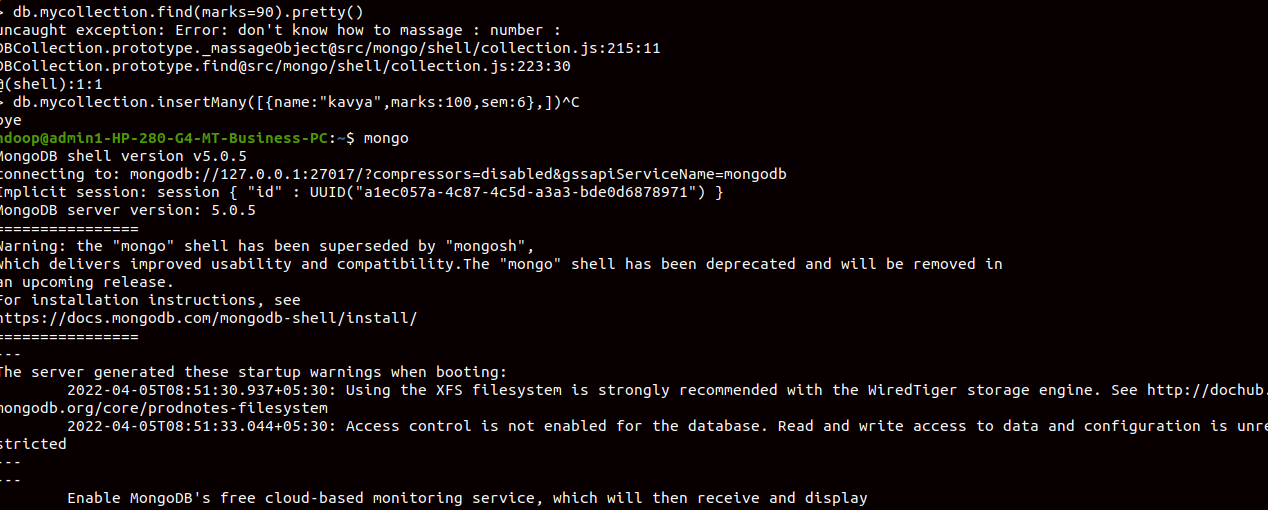 > db.mycollection.find(marks=90).pretty()
uncaught exception: Error: don't know how to massage : number :
DBCollection.prototype._massageObject@src/mongo/shell/collection.js:215:11
DBCollection.prototype.find@src/mongo/shell/collection.js:223:30
@(shell):1:1
> db.mycollection.insertMany([{name:"kavya",marks:100,sem:6},])^C
bye
hdoop@admin1-HP-280-G4-MT-Business-PC:~$ mongo
MongoDB shell version v5.0.5
connecting to: mongodb://127.0.0.1:27017/?compressors=disabled&gssapiServiceName=mongodb
Implicit session: session { "id" : UUID("a1ec057a-4c87-4c5d-a3a3-bde0d6878971") }
MongoDB server version: 5.0.5
================
Warning: the "mongo" shell has been superseded by "mongosh",
which delivers improved usability and compatibility.The "mongo" shell has been deprecated and will be removed in
an upcoming release.
For installation instructions, see
https://docs.mongodb.com/mongodb-shell/install/
================
---
The server generated these startup warnings when booting:
        2022-04-05T08:51:30.937+05:30: Using the XFS filesystem is strongly recommended with the WiredTiger storage engine. See http://dochub.
mongodb.org/core/prodnotes-filesystem
        2022-04-05T08:51:33.044+05:30: Access control is not enabled for the database. Read and write access to data and configuration is unre
stricted
---
---
        Enable MongoDB's free cloud-based monitoring service, which will then receive and display